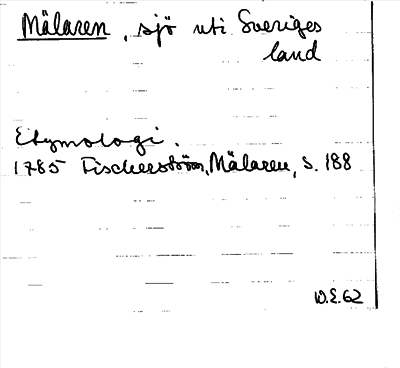 Mälaren, sjö uti Sveriges
land
Etymologi.
1785 Fischerström, Mälaren, S. 188
W.E. 62